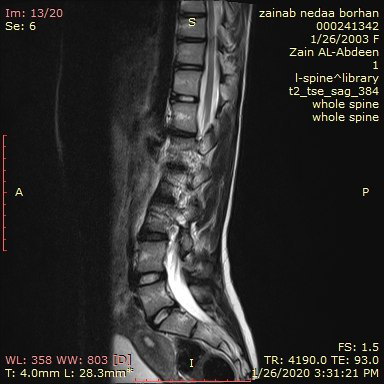 Im: 13/20
Se: 6
S
zainab nedaa borhan
000241342
1/26/2003 F
Zain AL-Abdeen
1
l-spine^library
t2_tse_sag_384
whole spine
whole spine
A
P
WL: 358 WW: 803 [D]
T: 4.0mm L: 28.3mm
I
FS: 1.5
TR: 4190.0 TE: 93.0
1/26/2020 3:31:21 PM